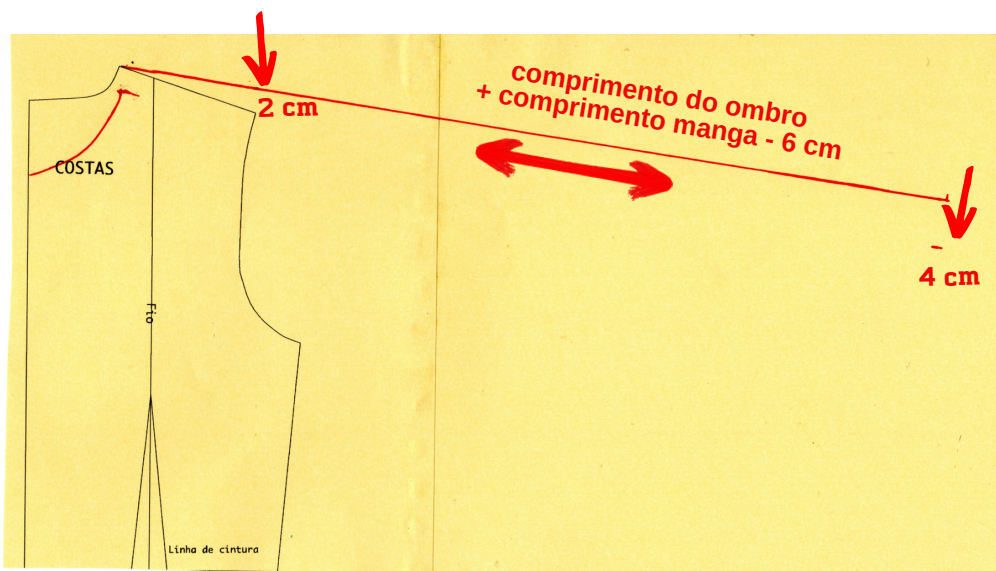 comprimento do ombro
+ comprimento manga - 6 cm
2 cm
COSTAS
4 cm
Fio
Linha de cintura